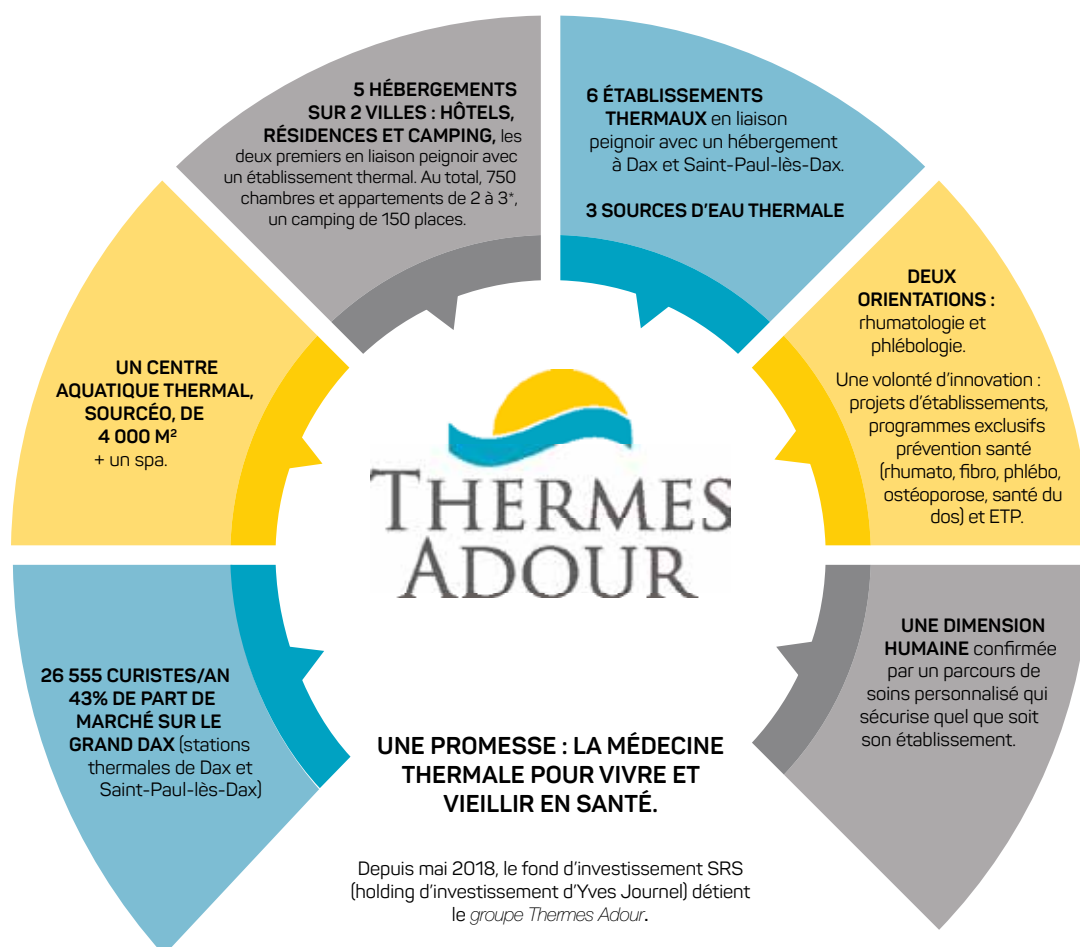 5 HÉBERGEMENTS
SUR 2 VILLES : HÔTELS,
RÉSIDENCES ET CAMPING, les
deux premiers en liaison peignoir avec
un établissement thermal. Au total, 750
chambres et appartements de 2 à 3*,
un camping de 150 places.
6 ÉTABLISSEMENTS
THERMAUX en liaison
peignoir avec un hébergement
à Dax et Saint-Paul-lès-Dax.
3 SOURCES D'EAU THERMALE
UN CENTRE
AQUATIQUE THERMAL,
SOURCÉO, DE
4 000 M²
+ un spa.
DEUX
ORIENTATIONS :
rhumatologie et
phlébologie.
Une volonté d'innovation :
projets d'établissements,
programmes exclusifs
prévention santé
(rhumato, fibro, phlébo,
ostéoporose, santé du
dos) et ETP.
THERMES
ADOUR
26 555 CURISTES/AN
43% DE PART DE
MARCHÉ SUR LE
GRAND DAX (stations
thermales de Dax et
Saint-Paul-lès-Dax)
UNE DIMENSION
HUMAINE confirmée
par un parcours de
soins personnalisé qui
sécurise quel que soit
son établissement.
UNE PROMESSE : LA MÉDECINE
THERMALE POUR VIVRE ET
VIEILLIR EN SANTÉ.
Depuis mai 2018, le fond d'investissement SRS
(holding d'investissement d'Yves Journel) détient
le groupe Thermes Adour.